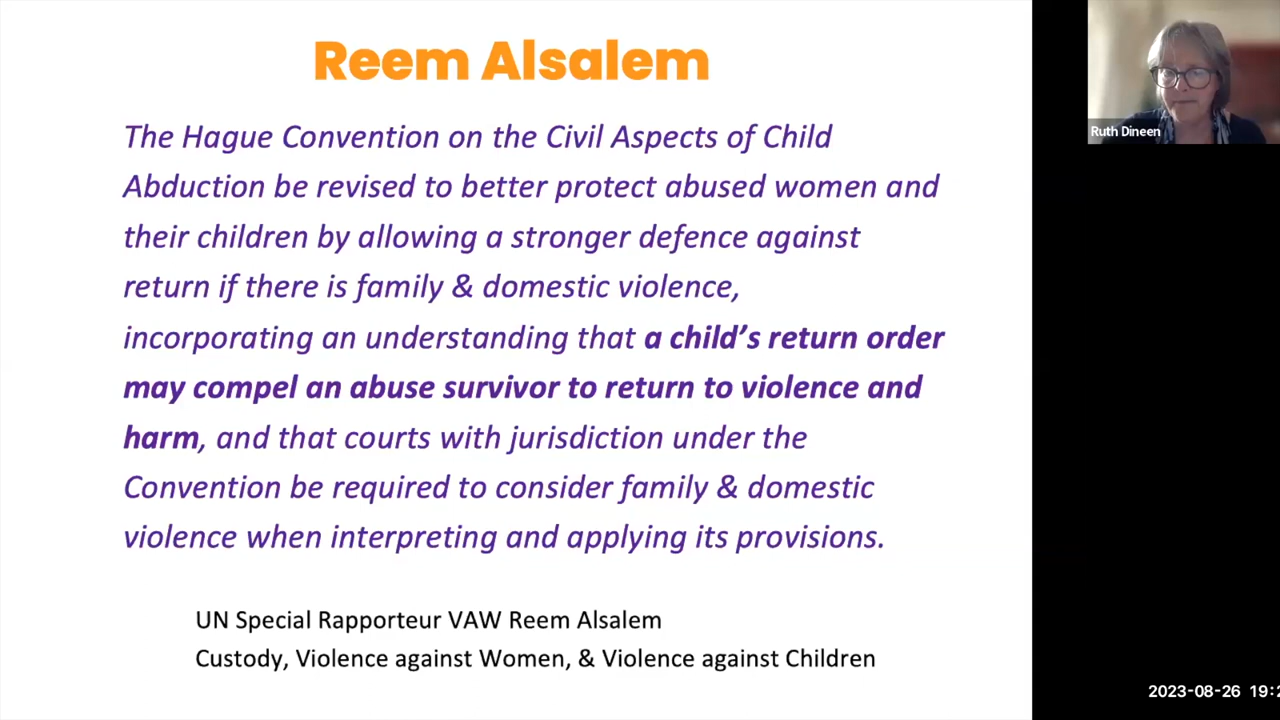 Reem Alsalem
The Hague Convention on the Civil Aspects of Child
Abduction be revised to better protect abused women and
their children by allowing a stronger defence against
return if there is family & domestic violence,
incorporating an understanding that a child’s return order
may compel an abuse survivor to return to violence and
harm, and that courts with jurisdiction under the
Convention be required to consider family & domestic
violence when interpreting and applying its provisions.
UN Special Rapporteur VAW Reem Alsalem
Custody, Violence against Women, & Violence against Children
Ruth Dineen
2023-08-26 19:2